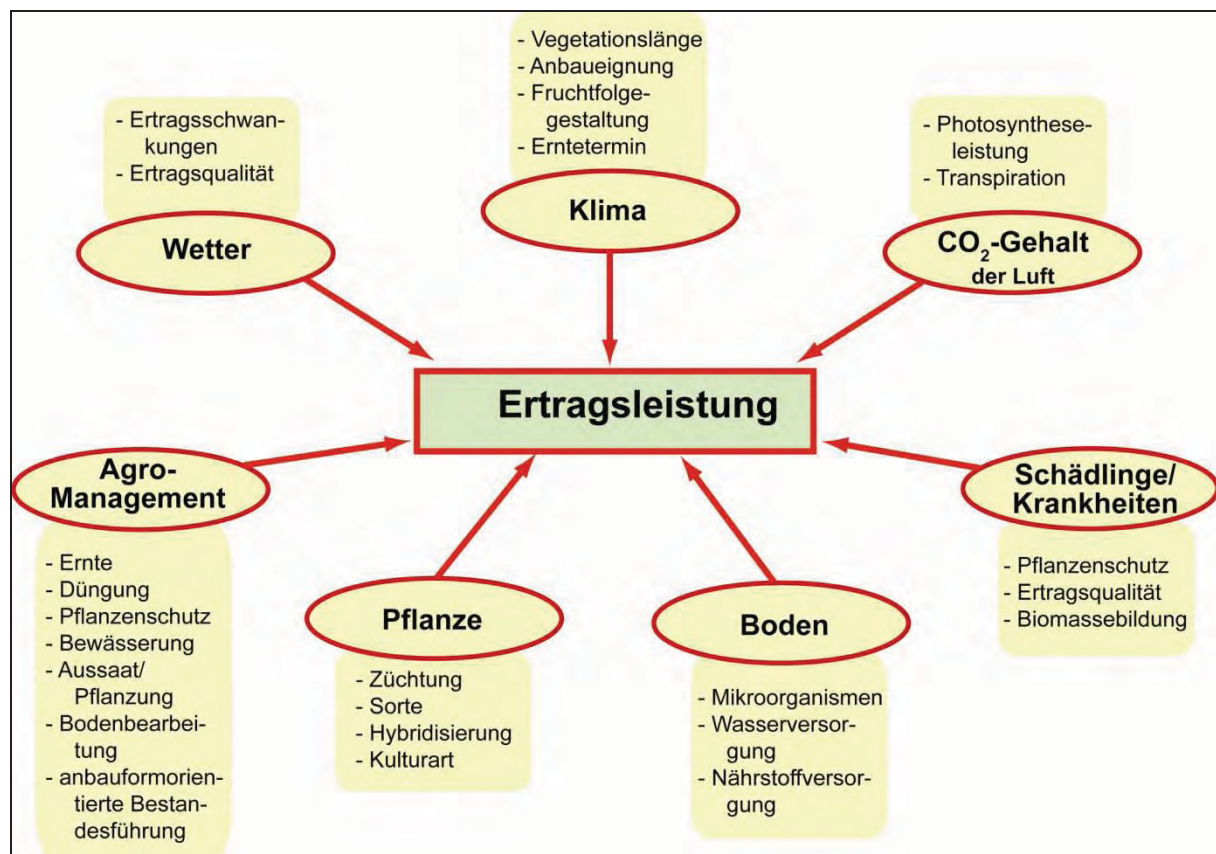 - Ertragsschwan-
kungen
- Ertragsqualität
Wetter
- Vegetationslänge
- Anbaueignung
- Fruchtfolge-
gestaltung
- Erntetermin
Klima
- Photosynthese-
leistung
- Transpiration
CO₂-Gehalt
der Luft
Ertragsleistung
Agro-
Management
- Ernte
- Düngung
- Pflanzenschutz
- Bewässerung
- Aussaat/
Pflanzung
- Bodenbearbei-
tung
- anbauformorien-
tierte Bestan-
desführung
Pflanze
- Züchtung
- Sorte
- Hybridisierung
- Kulturart
Boden
- Mikroorganismen
- Wasserversor-
gung
- Nährstoffversor-
gung
Schädlinge/
Krankheiten
- Pflanzenschutz
- Ertragsqualität
- Biomassebildung